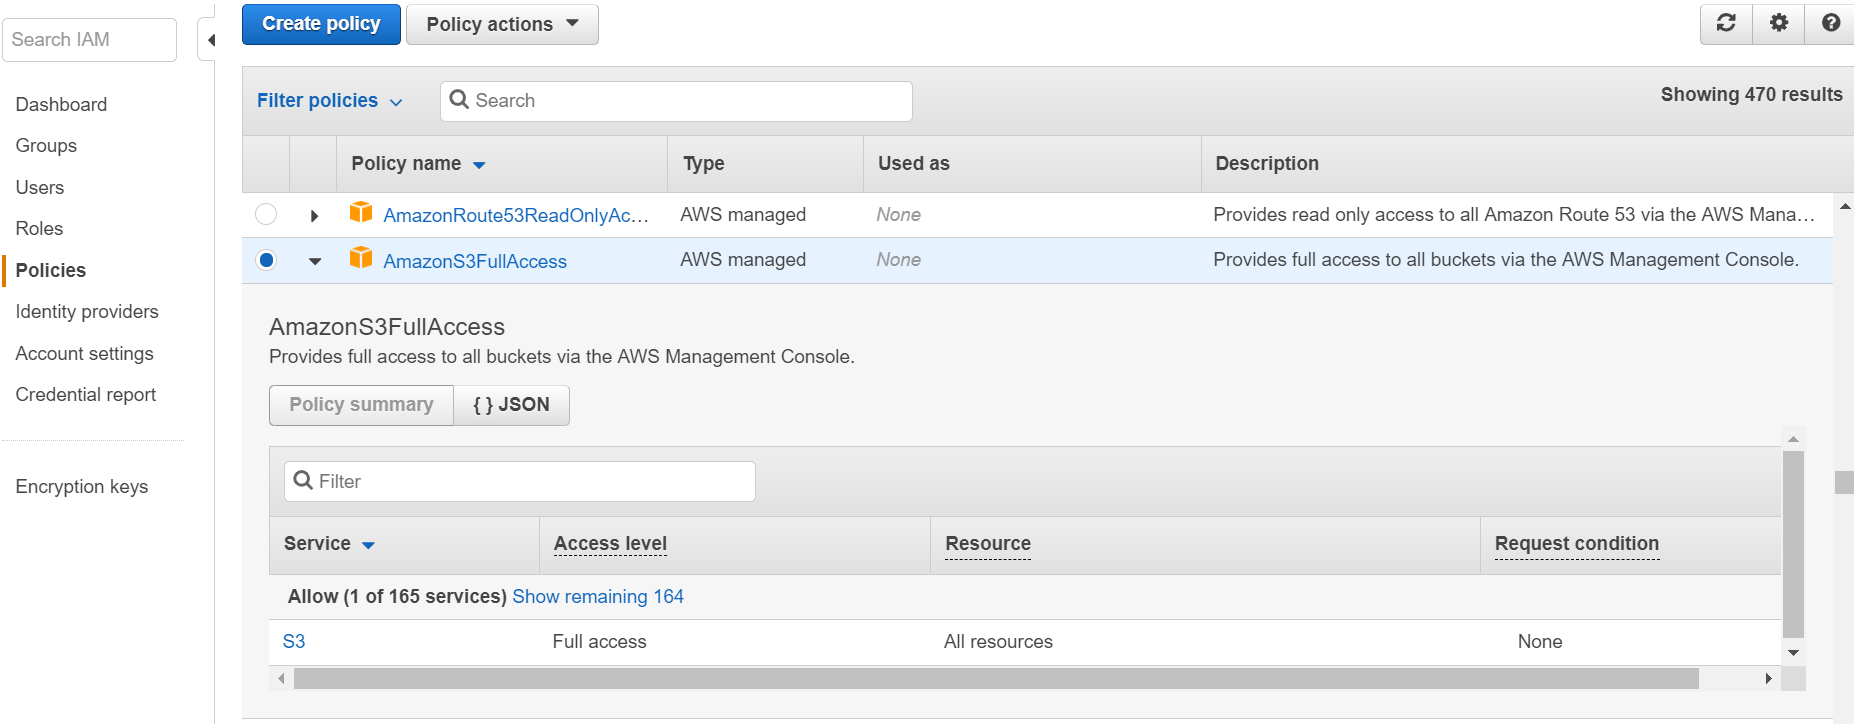 Create policy
Policy actions
Search IAM
Dashboard
Groups
Users
Roles
Policies
Identity providers
Account settings
Credential report
Encryption keys
Filter policies
Search
Showing 470 results
Policy name Type Used as Description
AmazonRoute53ReadOnlyAc... AWS managed None Provides read only access to all Amazon Route 53 via the AWS Mana...
AmazonS3FullAccess AWS managed None Provides full access to all buckets via the AWS Management Console.
AmazonS3FullAccess
Provides full access to all buckets via the AWS Management Console.
Policy summary { } JSON
Filter
Service Access level Resource Request condition
Allow (1 of 165 services) Show remaining 164
S3 Full access All resources None